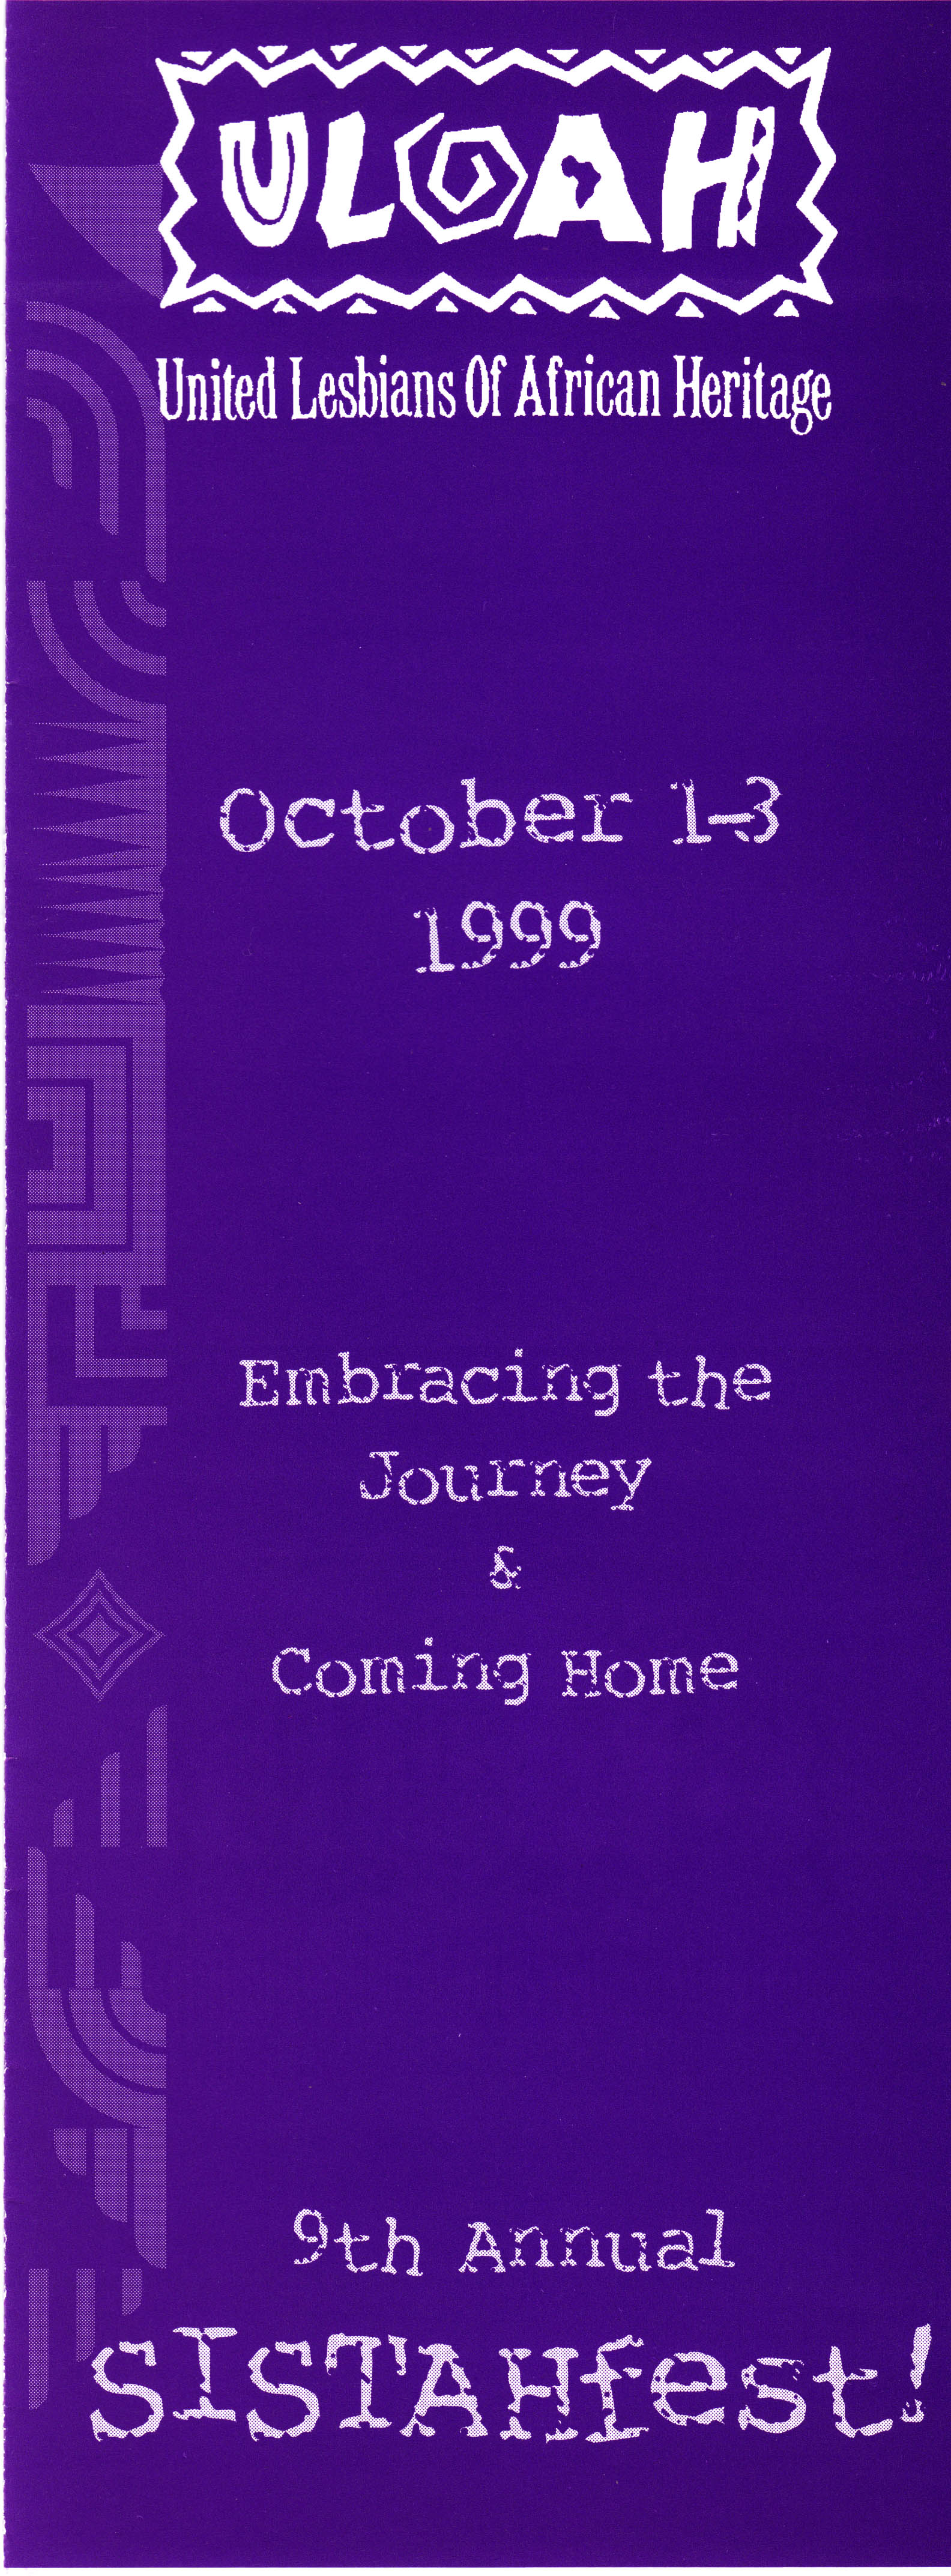 ULOAH
United Lesbians Of African Heritage
October 1-3
1999
Embracing the
Journey
&
Coming Home
9th Annual
SISTAHfest!